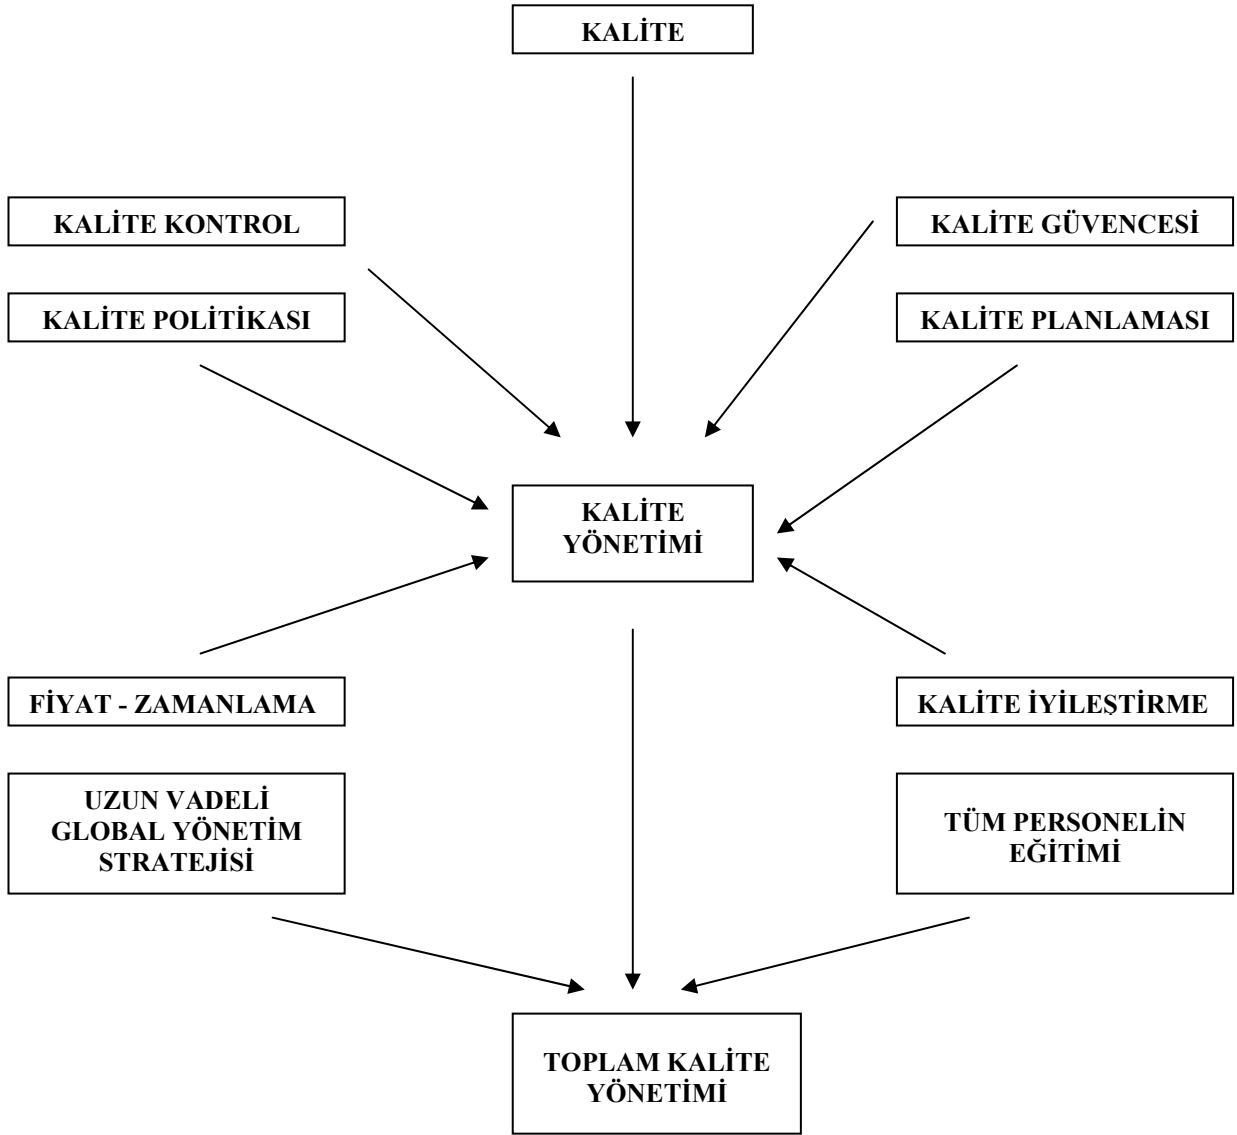 KALİTE
KALİTE KONTROL
KALİTE GÜVENCESİ
KALİTE POLİTİKASI
KALİTE PLANLAMASI
KALİTE
YÖNETİMİ
FİYAT - ZAMANLAMA
KALİTE İYİLEŞTİRME
UZUN VADELİ
GLOBAL YÖNETİM
STRATEJİSİ
TÜM PERSONELİN
EĞİTİMİ
TOPLAM KALİTE
YÖNETİMİ